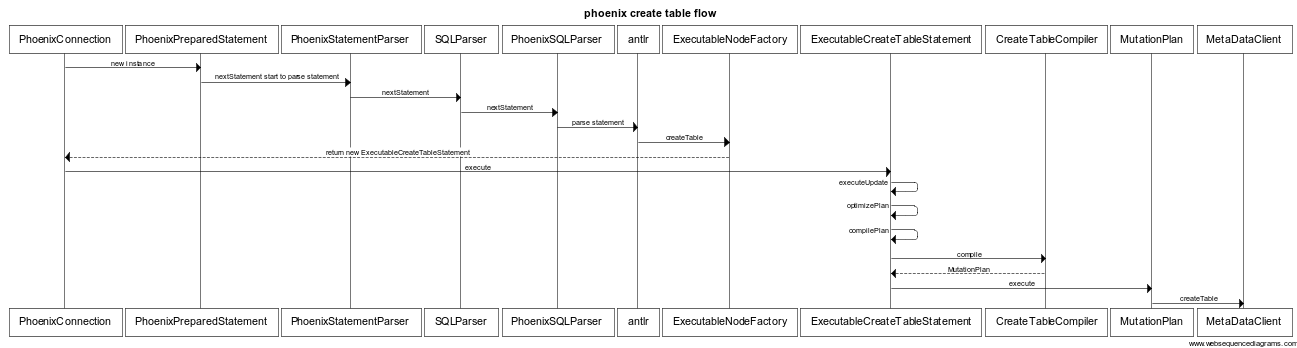 phoenix create table flow
PhoenixConnection PhoenixPreparedStatement PhoenixStatementParser SQLParser PhoenixSQLParser antlr ExecutableNodeFactory ExecutableCreateTableStatement CreateTableCompiler MutationPlan MetaDataClient
new instance
nextStatement start to parse statement
nextStatement
nextStatement
parse statement
createTable
return new ExecutableCreateTableStatement
execute
executeUpdate
optimizePlan
compilePlan
compile
MutationPlan
execute
createTable
PhoenixConnection PhoenixPreparedStatement PhoenixStatementParser SQLParser PhoenixSQLParser antlr ExecutableNodeFactory ExecutableCreateTableStatement CreateTableCompiler MutationPlan MetaDataClient
www.websequencediagrams.com